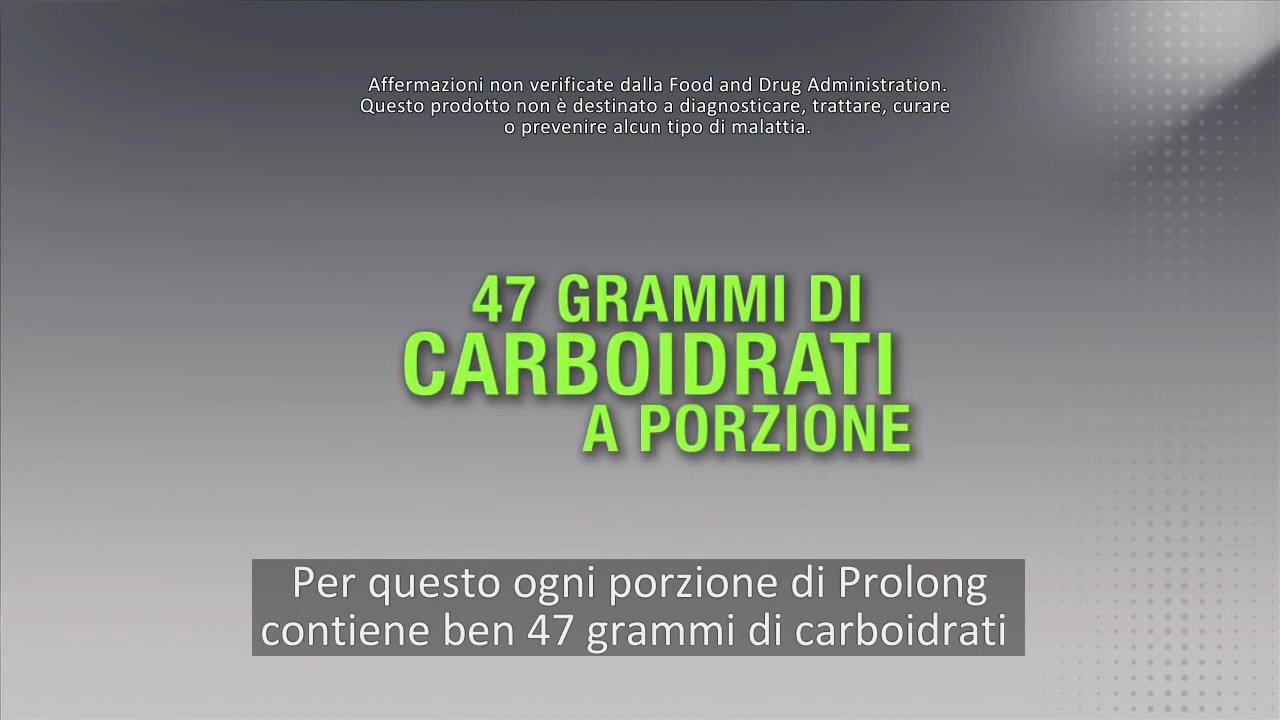 Affermazioni non verificate dalla Food and Drug Administration.
Questo prodotto non è destinato a diagnosticare, trattare, curare
o prevenire alcun tipo di malattia.
47 GRAMMI DI
CARBOIDRATI
A PORZIONE
Per questo ogni porzione di Prolong
contiene ben 47 grammi di carboidrati